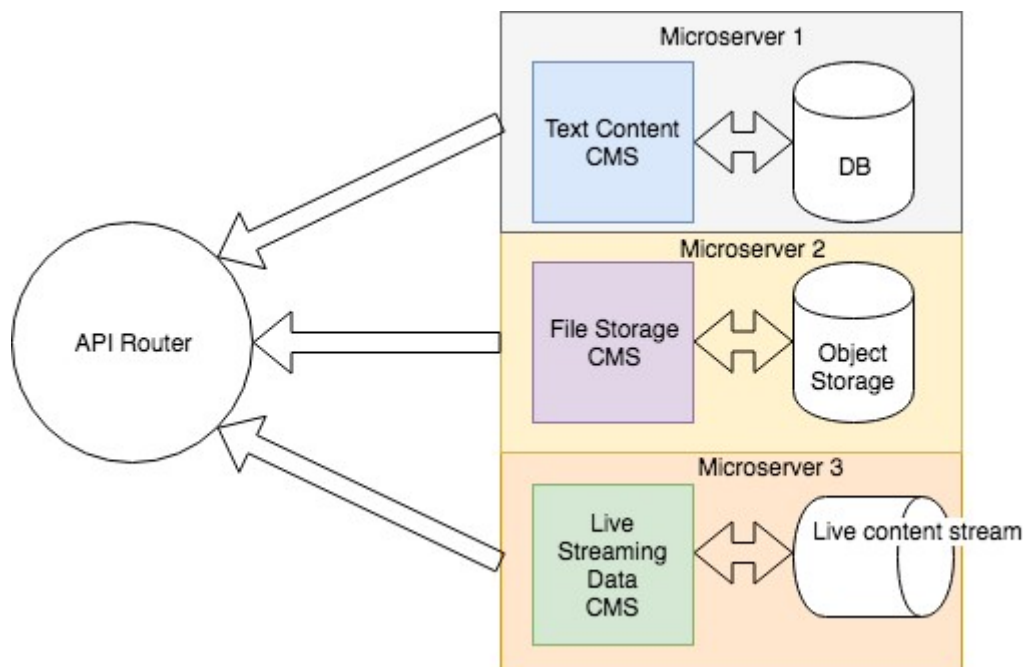 Microserver 1
Text Content
CMS
DB
API Router
Microserver 2
File Storage
CMS
Object
Storage
Microserver 3
Live
Streaming
Data
CMS
Live content stream